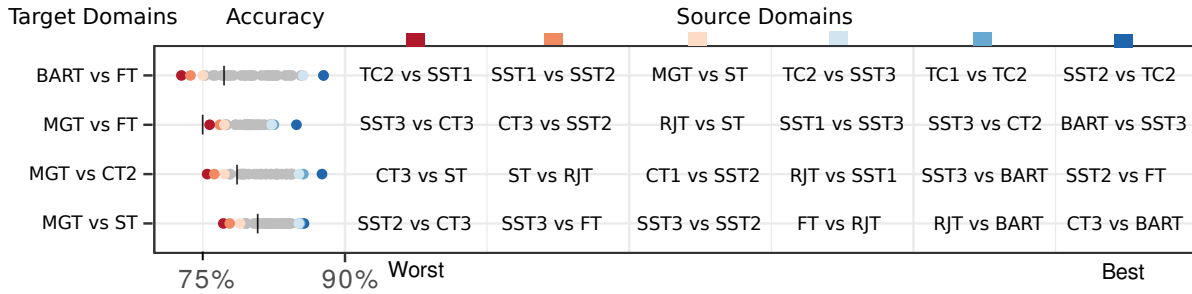 Target Domains Accuracy Source Domains
BART vs FT TC2 vs SST1 SST1 vs SST2 MGT vs ST TC2 vs SST3 TC1 vs TC2 SST2 vs TC2
MGT vs FT SST3 vs CT3 CT3 vs SST2 RJT vs ST SST1 vs SST3 SST3 vs CT2 BART vs SST3
MGT vs CT2 CT3 vs ST ST vs RJT CT1 vs SST2 RJT vs SST1 SST3 vs BART SST2 vs FT
MGT vs ST SST2 vs CT3 SST3 vs FT SST3 vs SST2 FT vs RJT RJT vs BART CT3 vs BART
75% 90% Worst Best